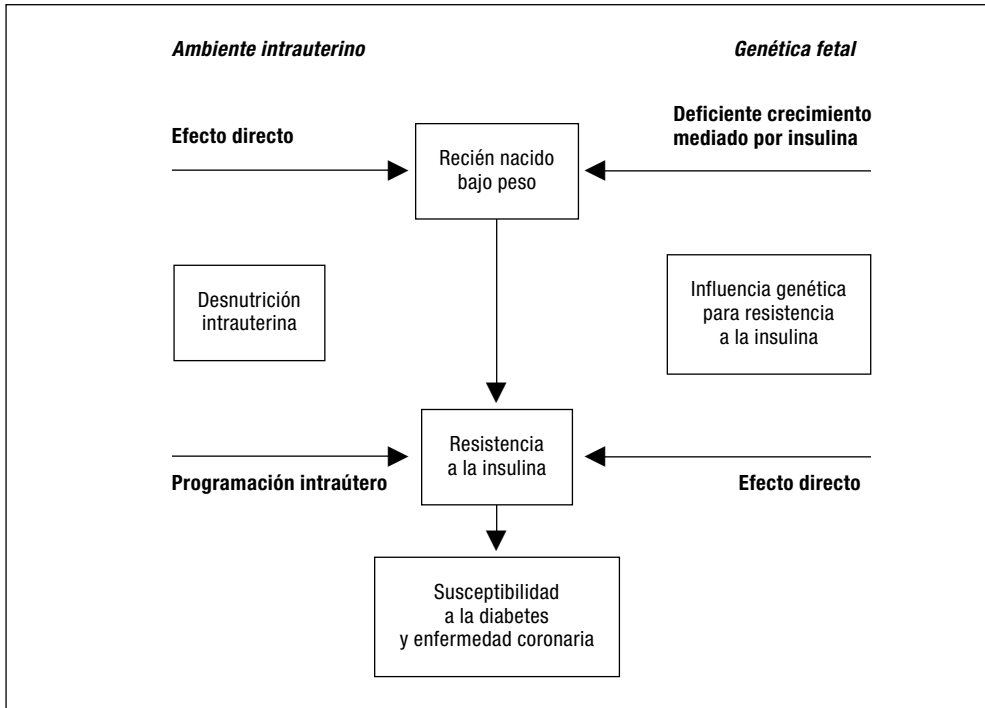 Ambiente intrauterino
Genética fetal
Efecto directo
Deficiente crecimiento
mediado por insulina
Recién nacido
bajo peso
Desnutrición
intrauterina
Influencia genética
para resistencia
a la insulina
Resistencia
a la insulina
Programación intraútero
Efecto directo
Susceptibilidad
a la diabetes
y enfermedad coronaria